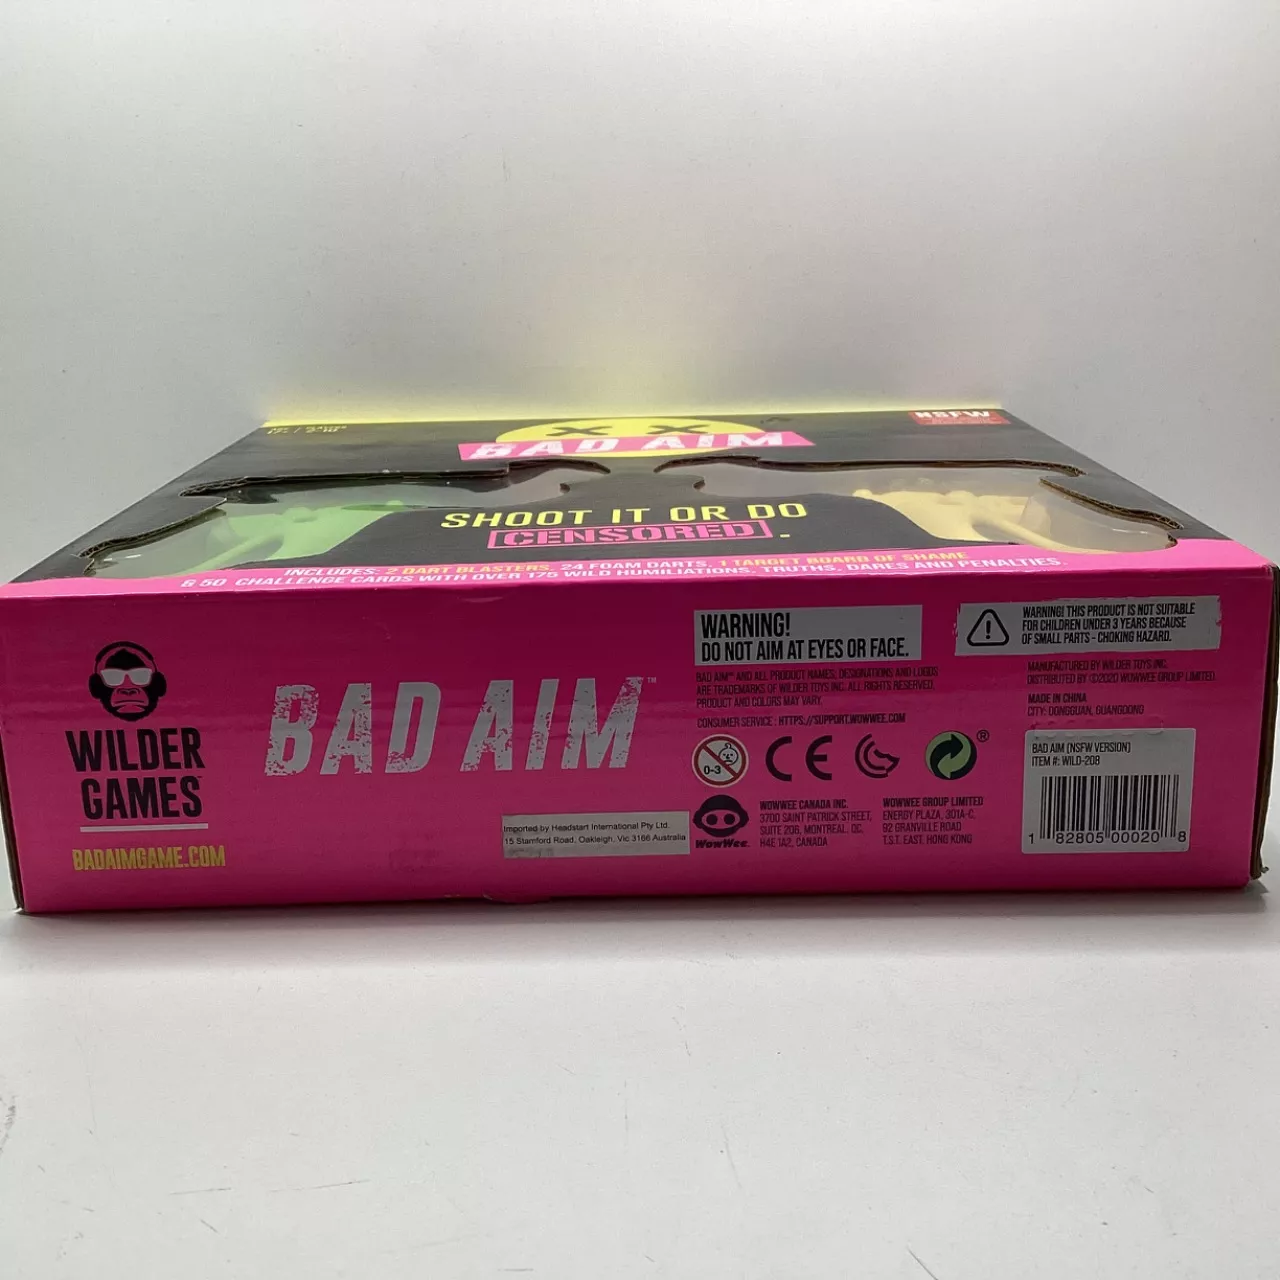 NSFW
BAD AIM
SHOOT IT OR DO
CENSORED.
INCLUDES: 2 DART BLASTERS, 24 FOAM DARTS, 1 TARGET BOARD OF SHAME
& 50 CHALLENGE CARDS WITH OVER 175 WILD HUMILIATIONS, TRUTHS, DARES AND PENALTIES.
WILDER
GAMES™
BADAIMGAME.COM
BAD AIM™
Imported by Headstart International Pty Ltd.
15 Stamford Road, Oakleigh, Vic 3166 Australia
WARNING!
DO NOT AIM AT EYES OR FACE.
BAD AIM™ AND ALL PRODUCT NAMES, DESIGNATIONS AND LOGOS
ARE TRADEMARKS OF WILDER TOYS INC. ALL RIGHTS RESERVED.
PRODUCT AND COLORS MAY VARY.
CONSUMER SERVICE : HTTPS://SUPPORT.WOWWEE.COM
0-3
CE
®
WowWee
WOWWEE CANADA INC.
3700 SAINT PATRICK STREET,
SUITE 206, MONTREAL, QC,
H4E 1A2, CANADA
WOWWEE GROUP LIMITED
ENERGY PLAZA, 301A-C,
92 GRANVILLE ROAD
T.S.T. EAST, HONG KONG
WARNING! THIS PRODUCT IS NOT SUITABLE
FOR CHILDREN UNDER 3 YEARS BECAUSE
OF SMALL PARTS - CHOKING HAZARD.
MANUFACTURED BY WILDER TOYS INC.
DISTRIBUTED BY ©2020 WOWWEE GROUP LIMITED.
MADE IN CHINA
CITY: DONGGUAN, GUANGDONG
BAD AIM (NSFW VERSION)
ITEM #: WILD-208
1 82805 00020 8